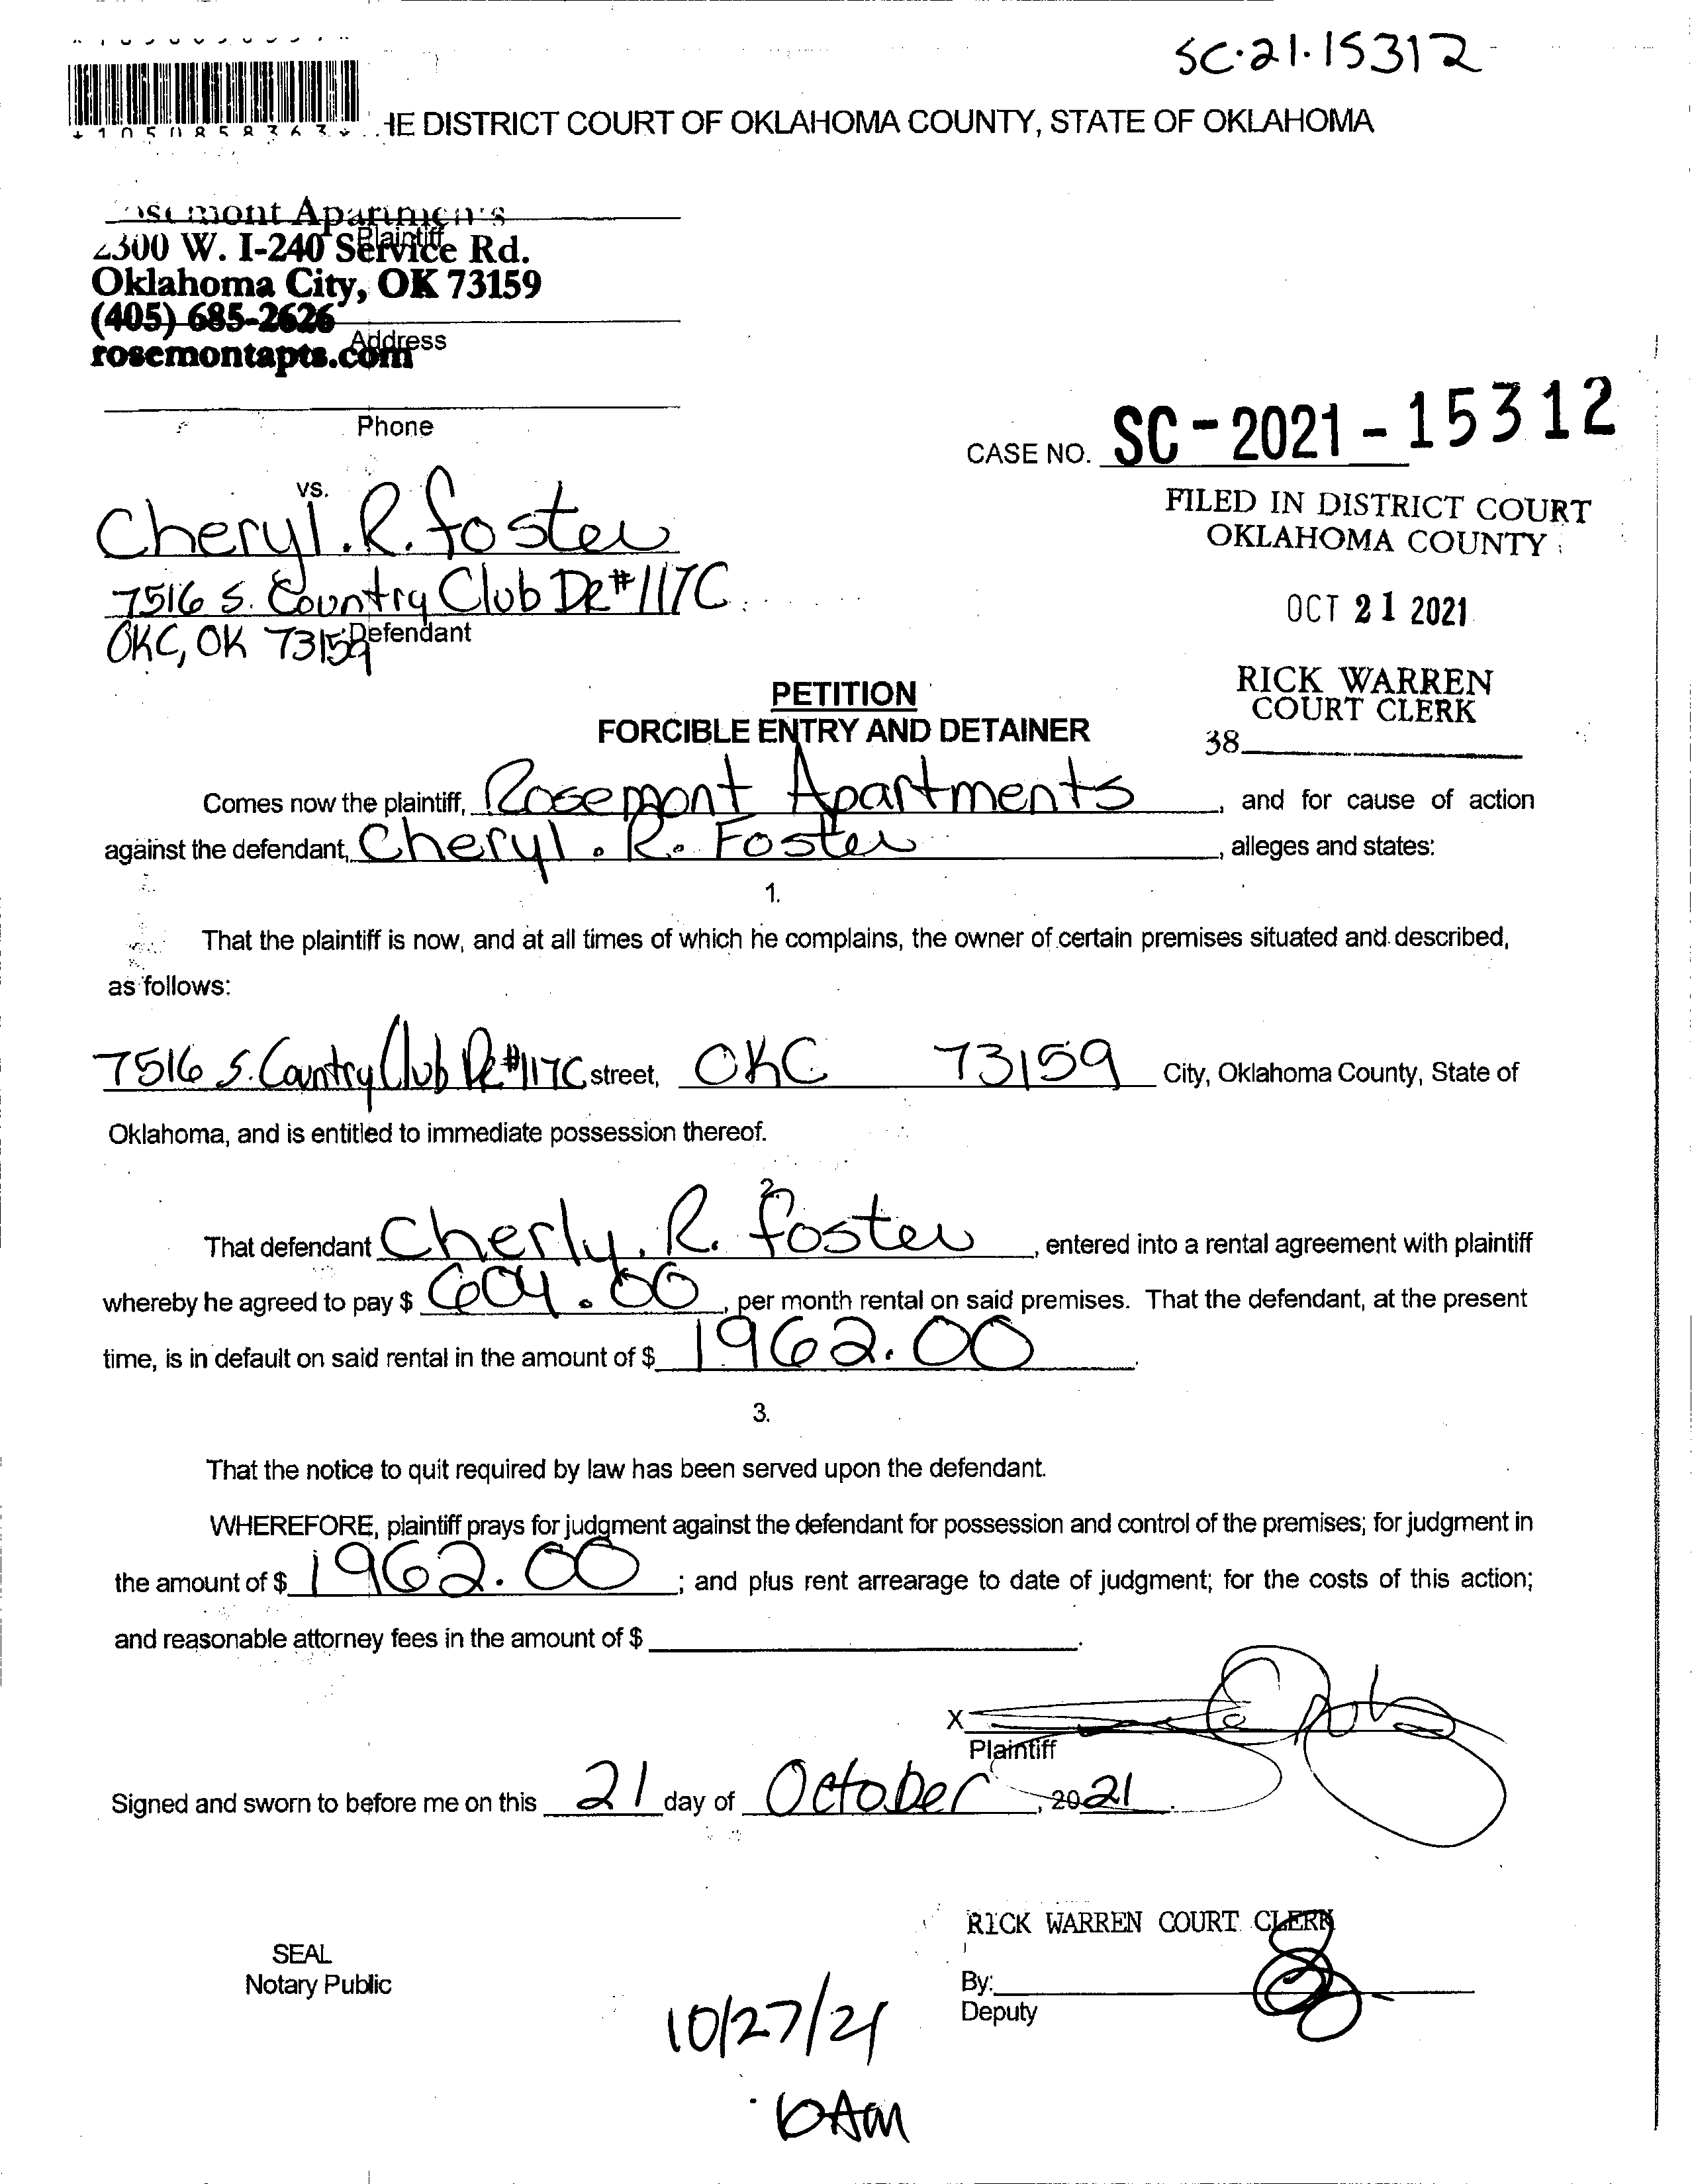 SC.21.15312
*1050858363*
HE DISTRICT COURT OF OKLAHOMA COUNTY, STATE OF OKLAHOMA
Apartments
Plaintiff
2300 W. I-240 Service Rd.
Oklahoma City, OK 73159
(405) 685-2626
Address
rosemontapts.com
Phone
CASE NO. SC-2021-15312
vs.
Cheryl.R.foster
FILED IN DISTRICT COURT
OKLAHOMA COUNTY
7516 S. Country Club DR #117C
OCT 21 2021
OKC, OK 73159
Defendant
RICK WARREN
COURT CLERK
38
PETITION
FORCIBLE ENTRY AND DETAINER
Comes now the plaintiff, Rosemont Apartments, and for cause of action
against the defendant, Cheryl.R.Foster, alleges and states:
1.
That the plaintiff is now, and at all times of which he complains, the owner of certain premises situated and described,
as follows:
7516 S. Country Club DR #117C street, OKC 73159 City, Oklahoma County, State of
Oklahoma, and is entitled to immediate possession thereof.
2.
That defendant Cherly.R.foster, entered into a rental agreement with plaintiff
whereby he agreed to pay $ 604.00, per month rental on said premises. That the defendant, at the present
time, is in default on said rental in the amount of $ 1962.00.
3.
That the notice to quit required by law has been served upon the defendant.
WHEREFORE, plaintiff prays for judgment against the defendant for possession and control of the premises; for judgment in
the amount of $ 1962.00; and plus rent arrearage to date of judgment; for the costs of this action;
and reasonable attorney fees in the amount of $ .
X
Plaintiff
Signed and sworn to before me on this 21 day of October, 2021.
RICK WARREN COURT CLERK
SEAL
Notary Public
By:
Deputy
10/27/21